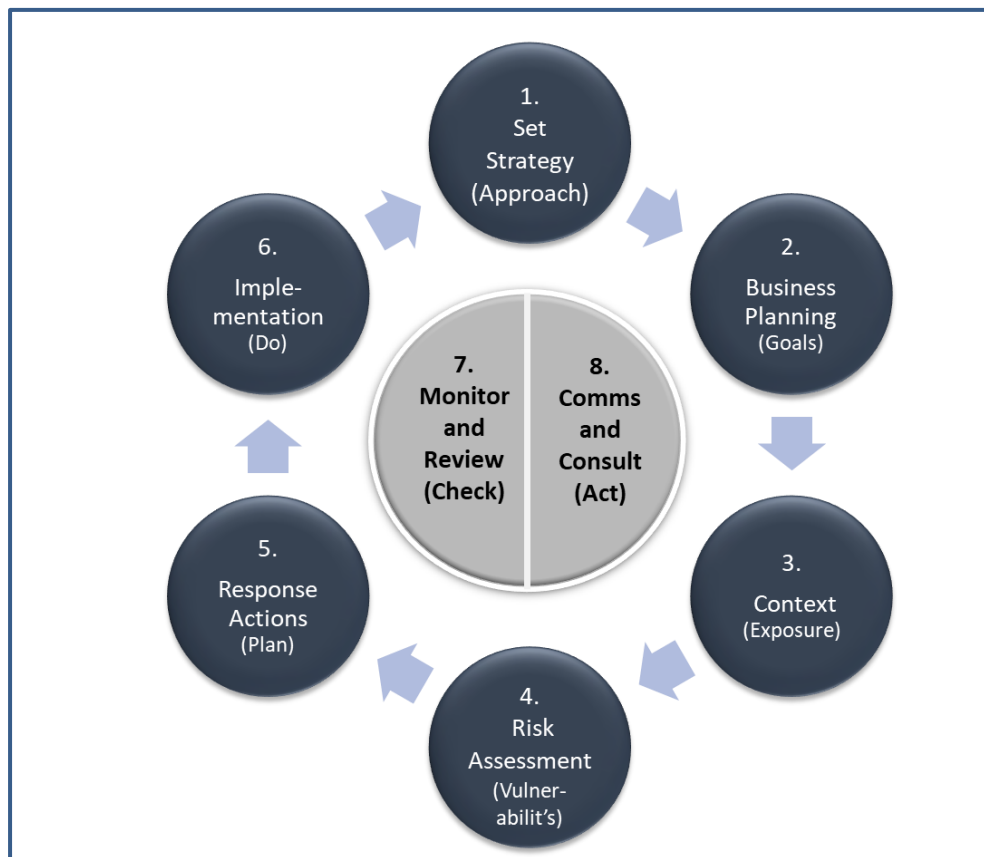 1.
Set
Strategy
(Approach)
2.
Business
Planning
(Goals)
3.
Context
(Exposure)
4.
Risk
Assessment
(Vulner-
abilit’s)
5.
Response
Actions
(Plan)
6.
Imple-
mentation
(Do)
7.
Monitor
and
Review
(Check)
8.
Comms
and
Consult
(Act)